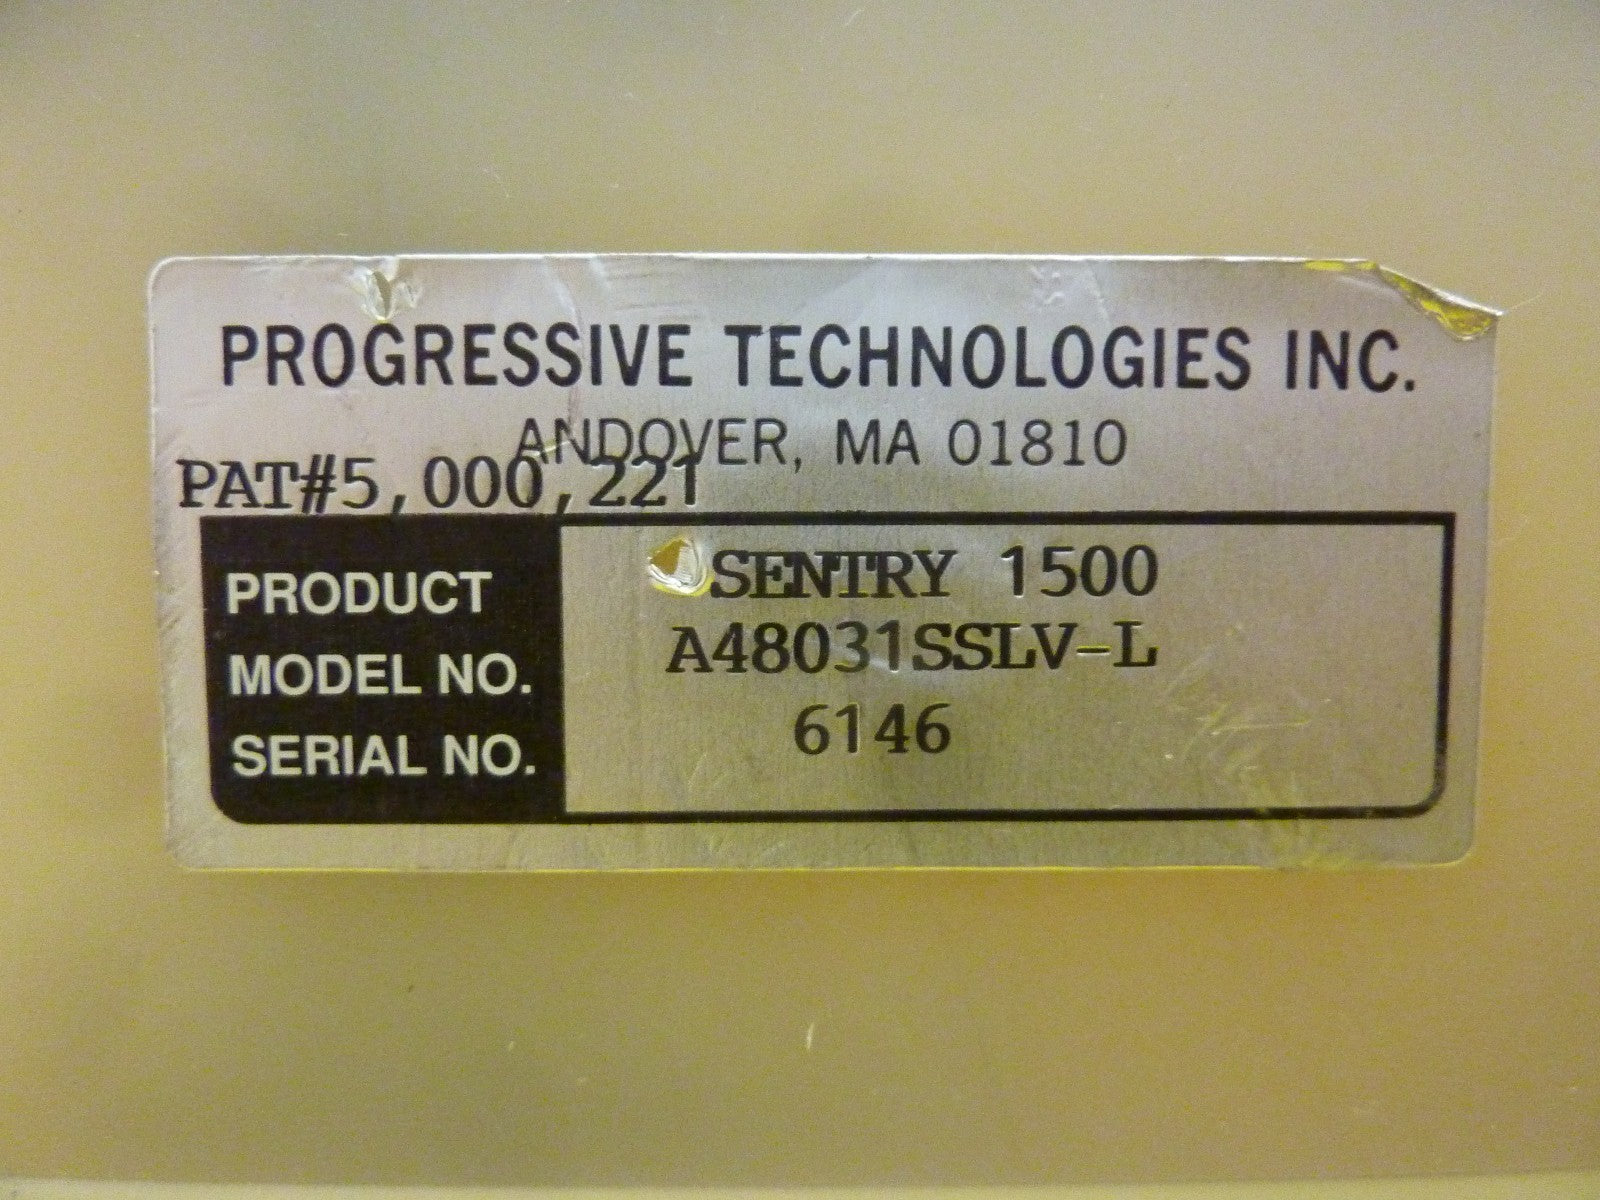 PROGRESSIVE TECHNOLOGIES INC.
ANDOVER, MA 01810
PAT#5,000,221
PRODUCT SENTRY 1500
MODEL NO. A48031SSLV-L
SERIAL NO. 6146